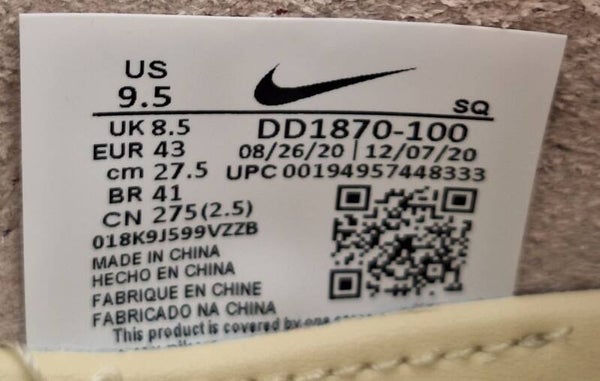 US
9.5
SQ
UK 8.5
DD1870-100
EUR 43
08/26/20 | 12/07/20
cm 27.5
UPC 00194957448333
BR 41
CN 275(2.5)
018K9J599VZZB
MADE IN CHINA
HECHO EN CHINA
FABRIQUE EN CHINE
FABRICADO NA CHINA
This product is covered by one